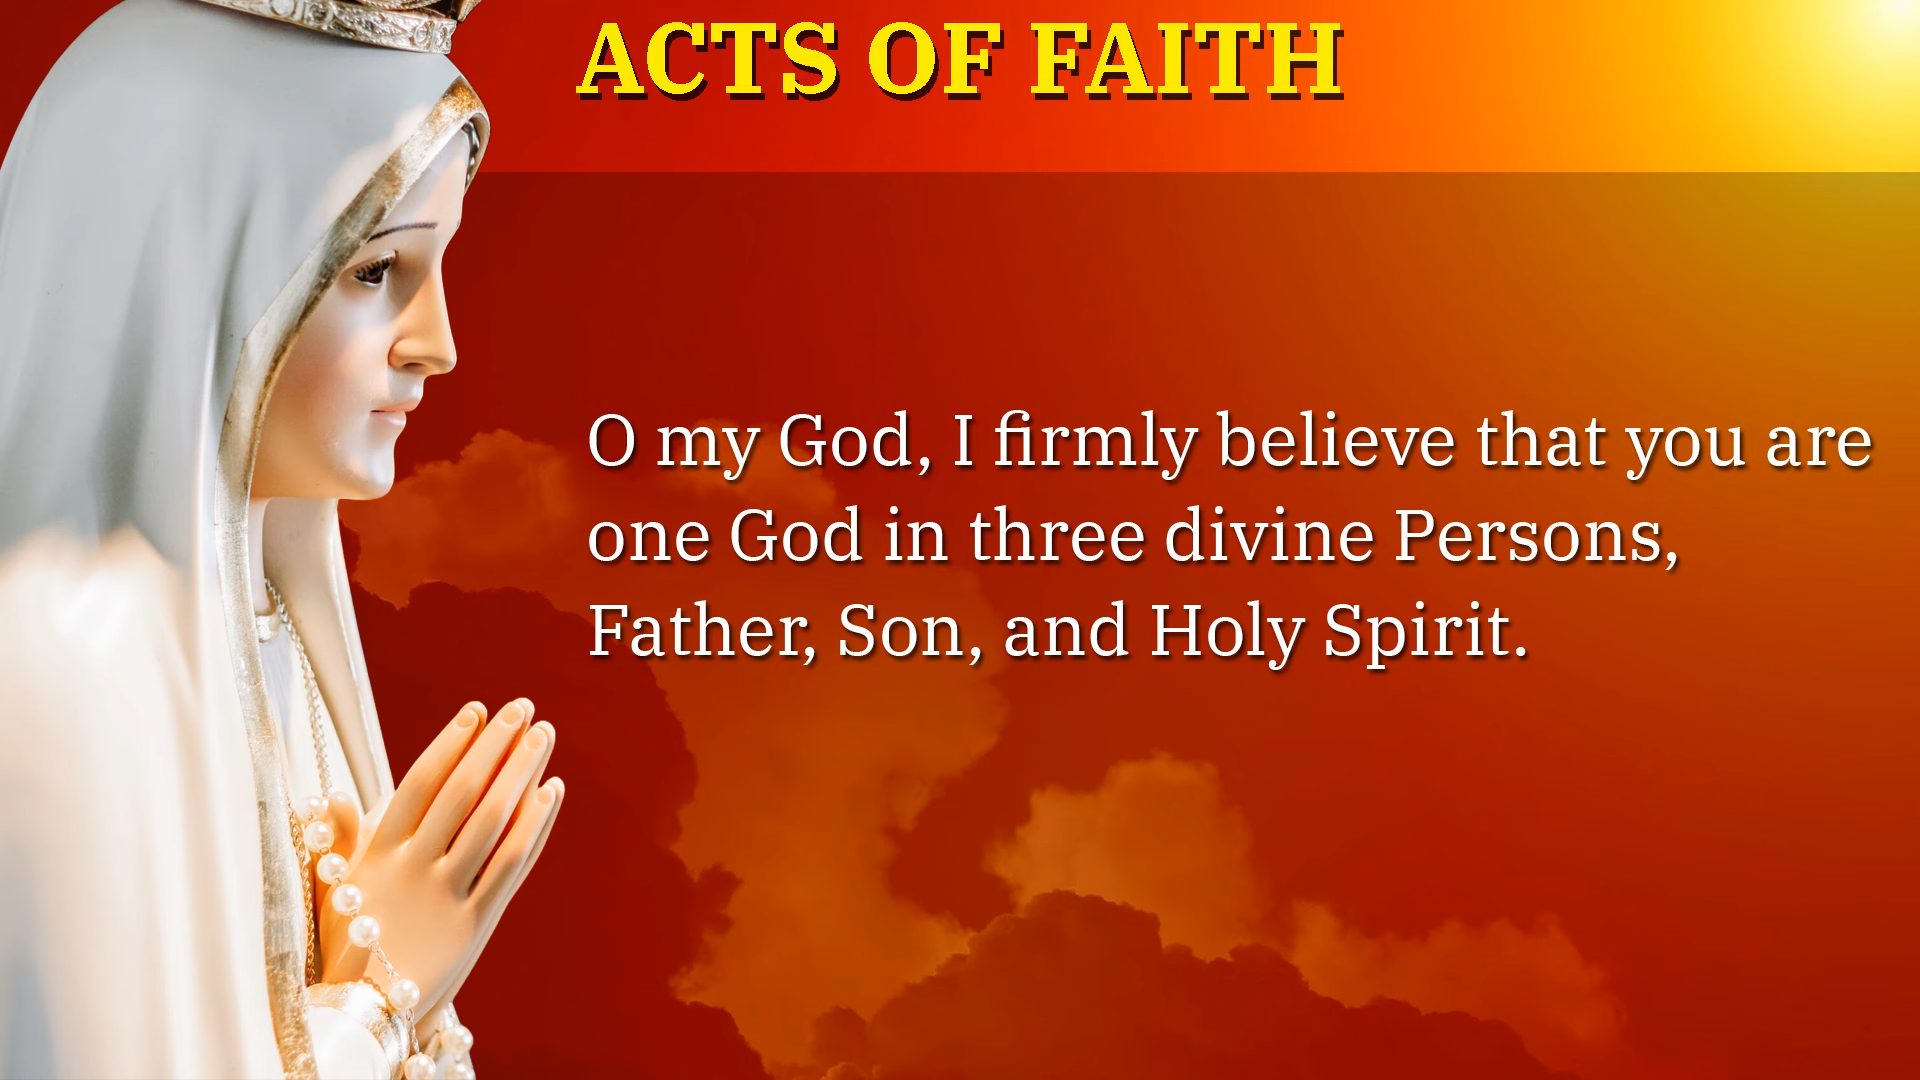 ACTS OF FAITH
O my God, I firmly believe that you are
one God in three divine Persons,
Father, Son, and Holy Spirit.